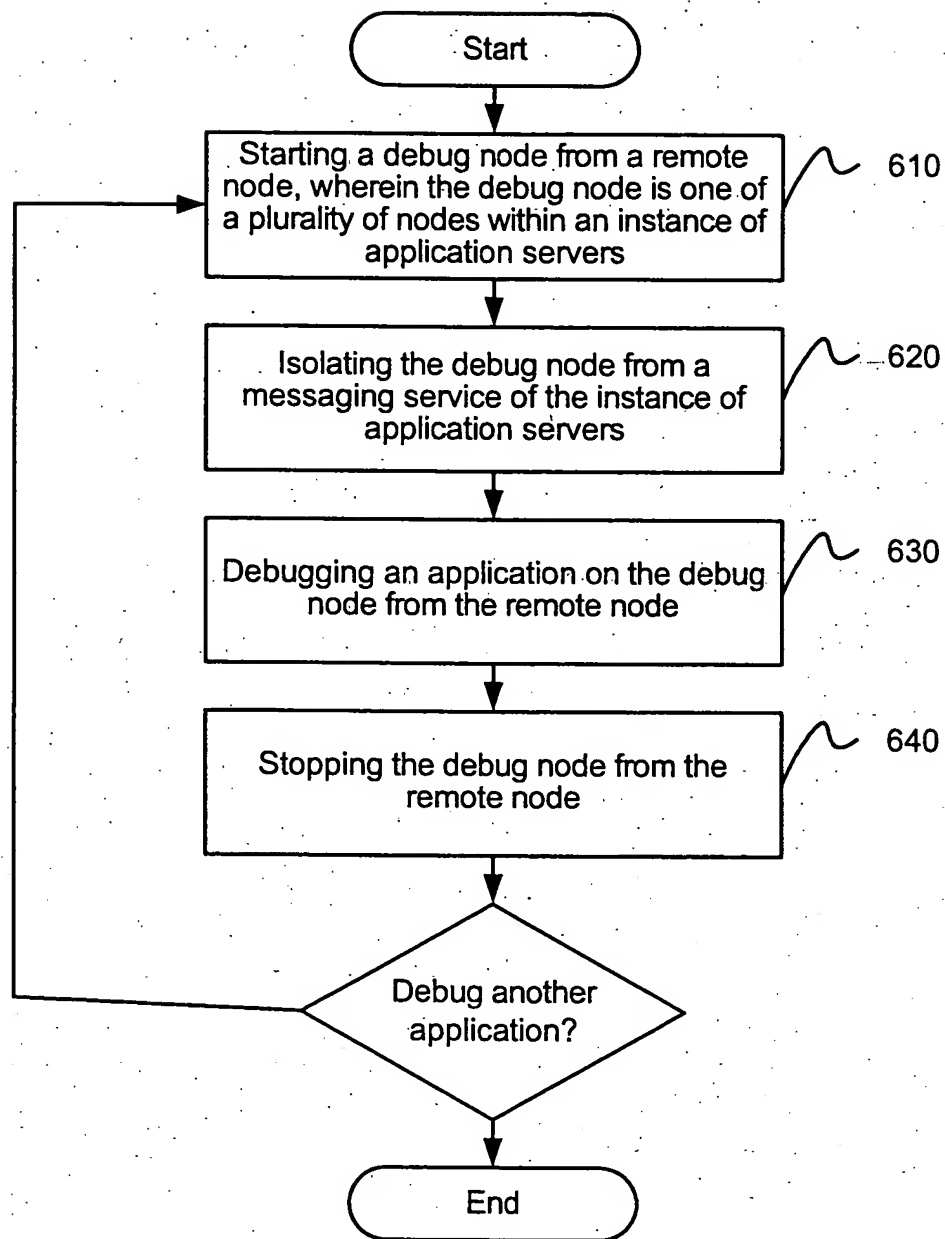 Start
Starting a debug node from a remote
node, wherein the debug node is one of
a plurality of nodes within an instance of
application servers
610
Isolating the debug node from a
messaging service of the instance of
application servers
620
Debugging an application on the debug
node from the remote node
630
Stopping the debug node from the
remote node
640
Debug another
application?
End